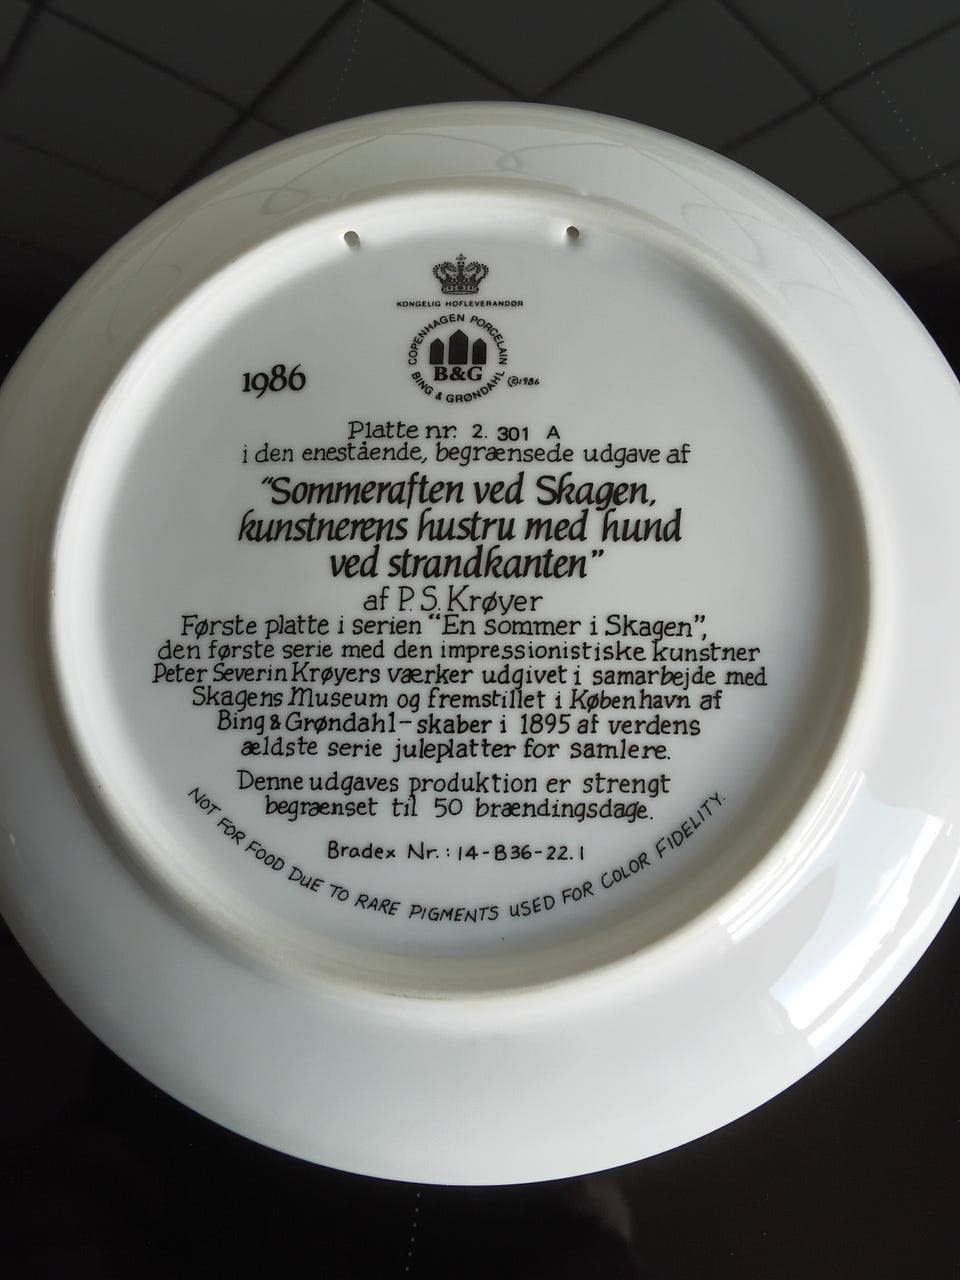 KONGELIG HOFLEVERANDØR
COPENHAGEN PORCELAIN
B&G
BING & GRØNDAHL
©1986
1986
Platte nr. 2. 301 A
i den enestående, begrænsede udgave af
"Sommeraften ved Skagen,
kunstnerens hustru med hund
ved strandkanten"
af P. S. Krøyer
Første platte i serien "En sommer i Skagen",
den første serie med den impressionistiske kunstner
Peter Severin Krøyers værker udgivet i samarbejde med
Skagens Museum og fremstillet i København af
Bing & Grøndahl - skaber i 1895 af verdens
ældste serie juleplatter for samlere.
Denne udgaves produktion er strengt
begrænset til 50 brændingsdage.
Bradex Nr.: 14-B36-22.1
NOT FOR FOOD DUE TO RARE PIGMENTS USED FOR COLOR FIDELITY.